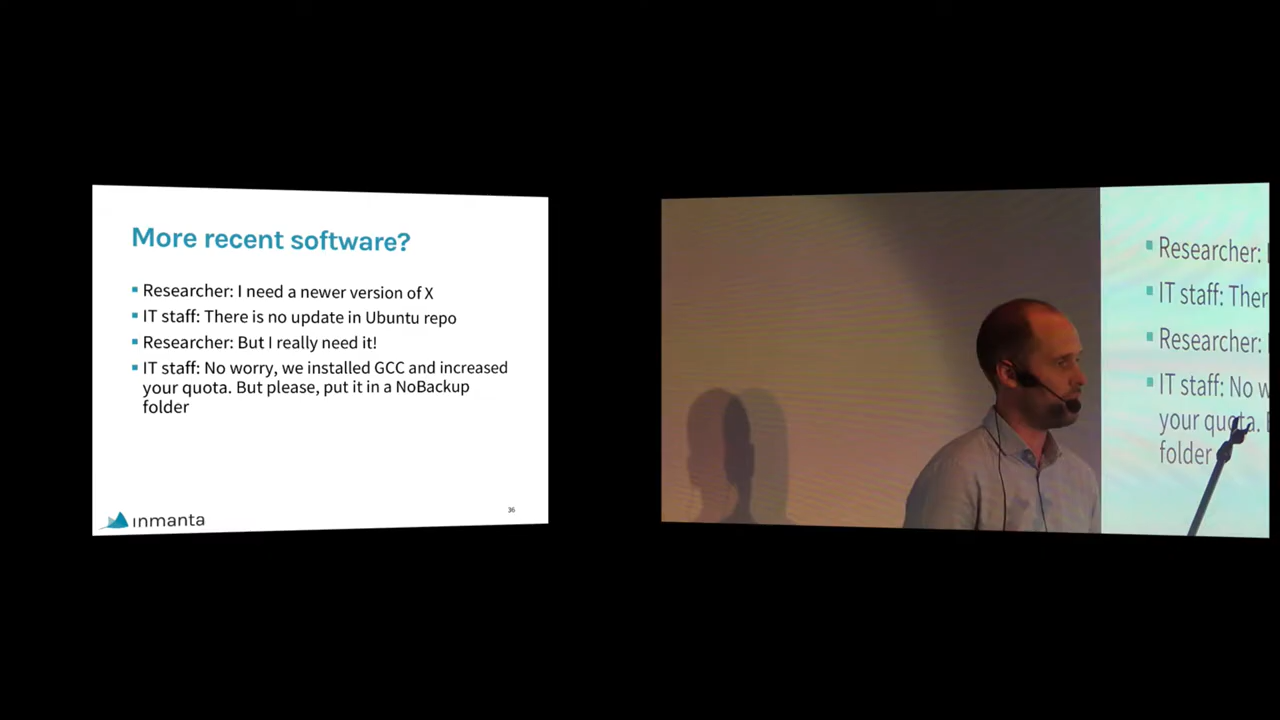 More recent software?
Researcher: I need a newer version of X
IT staff: There is no update in Ubuntu repo
Researcher: But I really need it!
IT staff: No worry, we installed GCC and increased
your quota. But please, put it in a NoBackup
folder
inmanta
36
Researcher:
IT staff: Ther
Researcher:
IT staff: No w
your quota.
folder